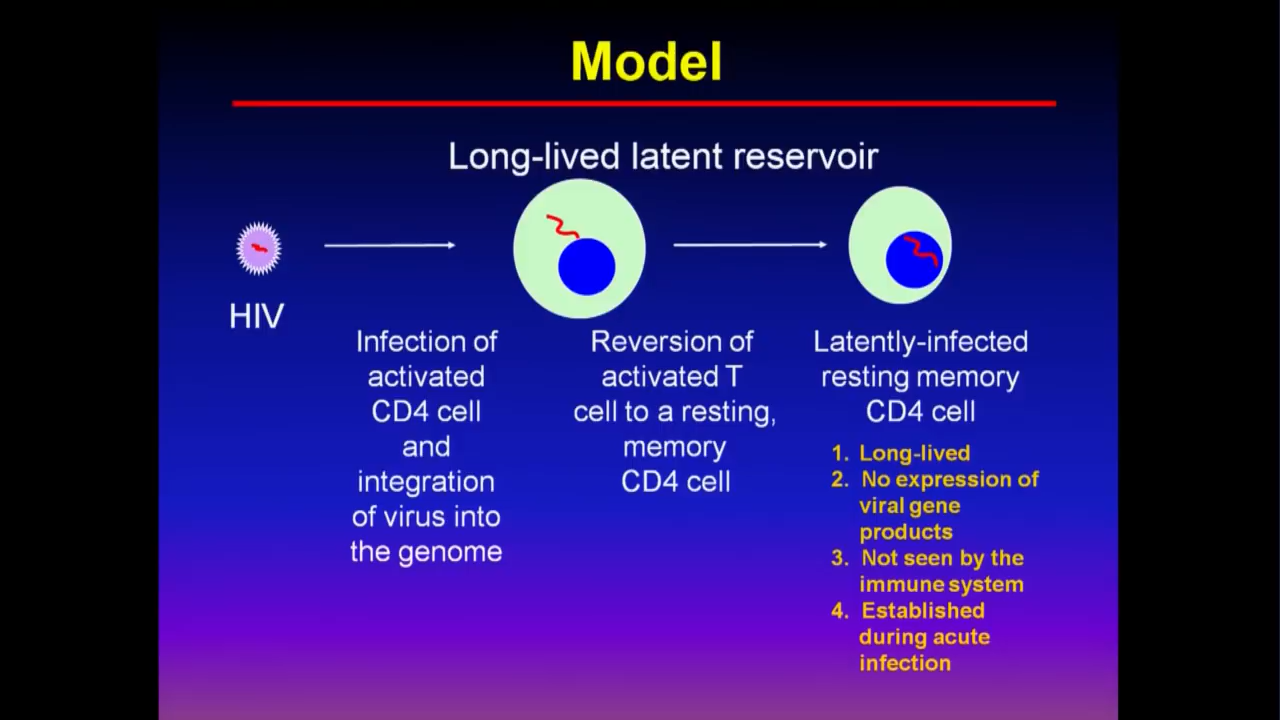 Model
Long-lived latent reservoir
HIV
Infection of
activated
CD4 cell
and
integration
of virus into
the genome
Reversion of
activated T
cell to a resting,
memory
CD4 cell
Latently-infected
resting memory
CD4 cell
1. Long-lived
2. No expression of
viral gene
products
3. Not seen by the
immune system
4. Established
during acute
infection